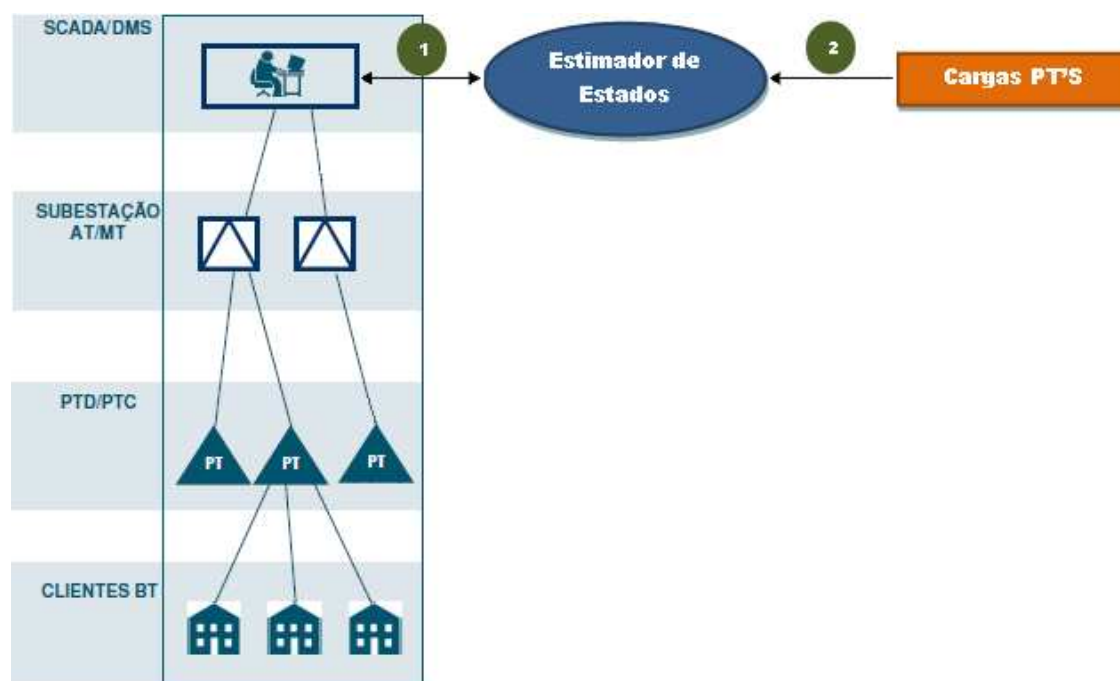 SCADA/DMS
1
Estimador de
Estados
2
Cargas PT'S
SUBESTAÇÃO
AT/MT
PTD/PTC
PT
PT
PT
CLIENTES BT